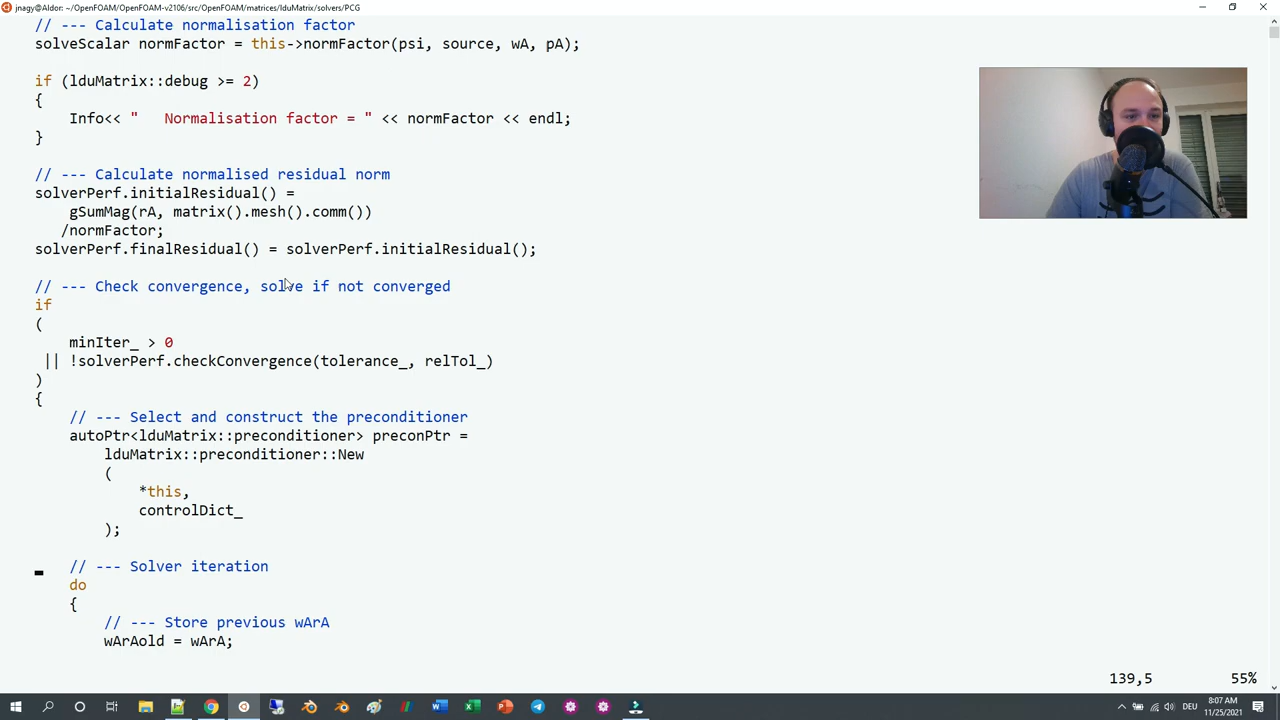 jnagy@Aldor: ~/OpenFOAM/OpenFOAM-v2106/src/OpenFOAM/matrices/lduMatrix/solvers/PCG
// --- Calculate normalisation factor
solveScalar normFactor = this->normFactor(psi, source, wA, pA);
if (lduMatrix::debug >= 2)
{
Info<< "   Normalisation factor = " << normFactor << endl;
}
// --- Calculate normalised residual norm
solverPerf.initialResidual() =
gSumMag(rA, matrix().mesh().comm())
/normFactor;
solverPerf.finalResidual() = solverPerf.initialResidual();
// --- Check convergence, solve if not converged
if
(
minIter_ > 0
|| !solverPerf.checkConvergence(tolerance_, relTol_)
)
{
// --- Select and construct the preconditioner
autoPtr<lduMatrix::preconditioner> preconPtr =
lduMatrix::preconditioner::New
(
*this,
controlDict_
);
// --- Solver iteration
do
{
// --- Store previous wArA
wArAold = wArA;
139,5 55%
DEU
8:07 AM
11/25/2021